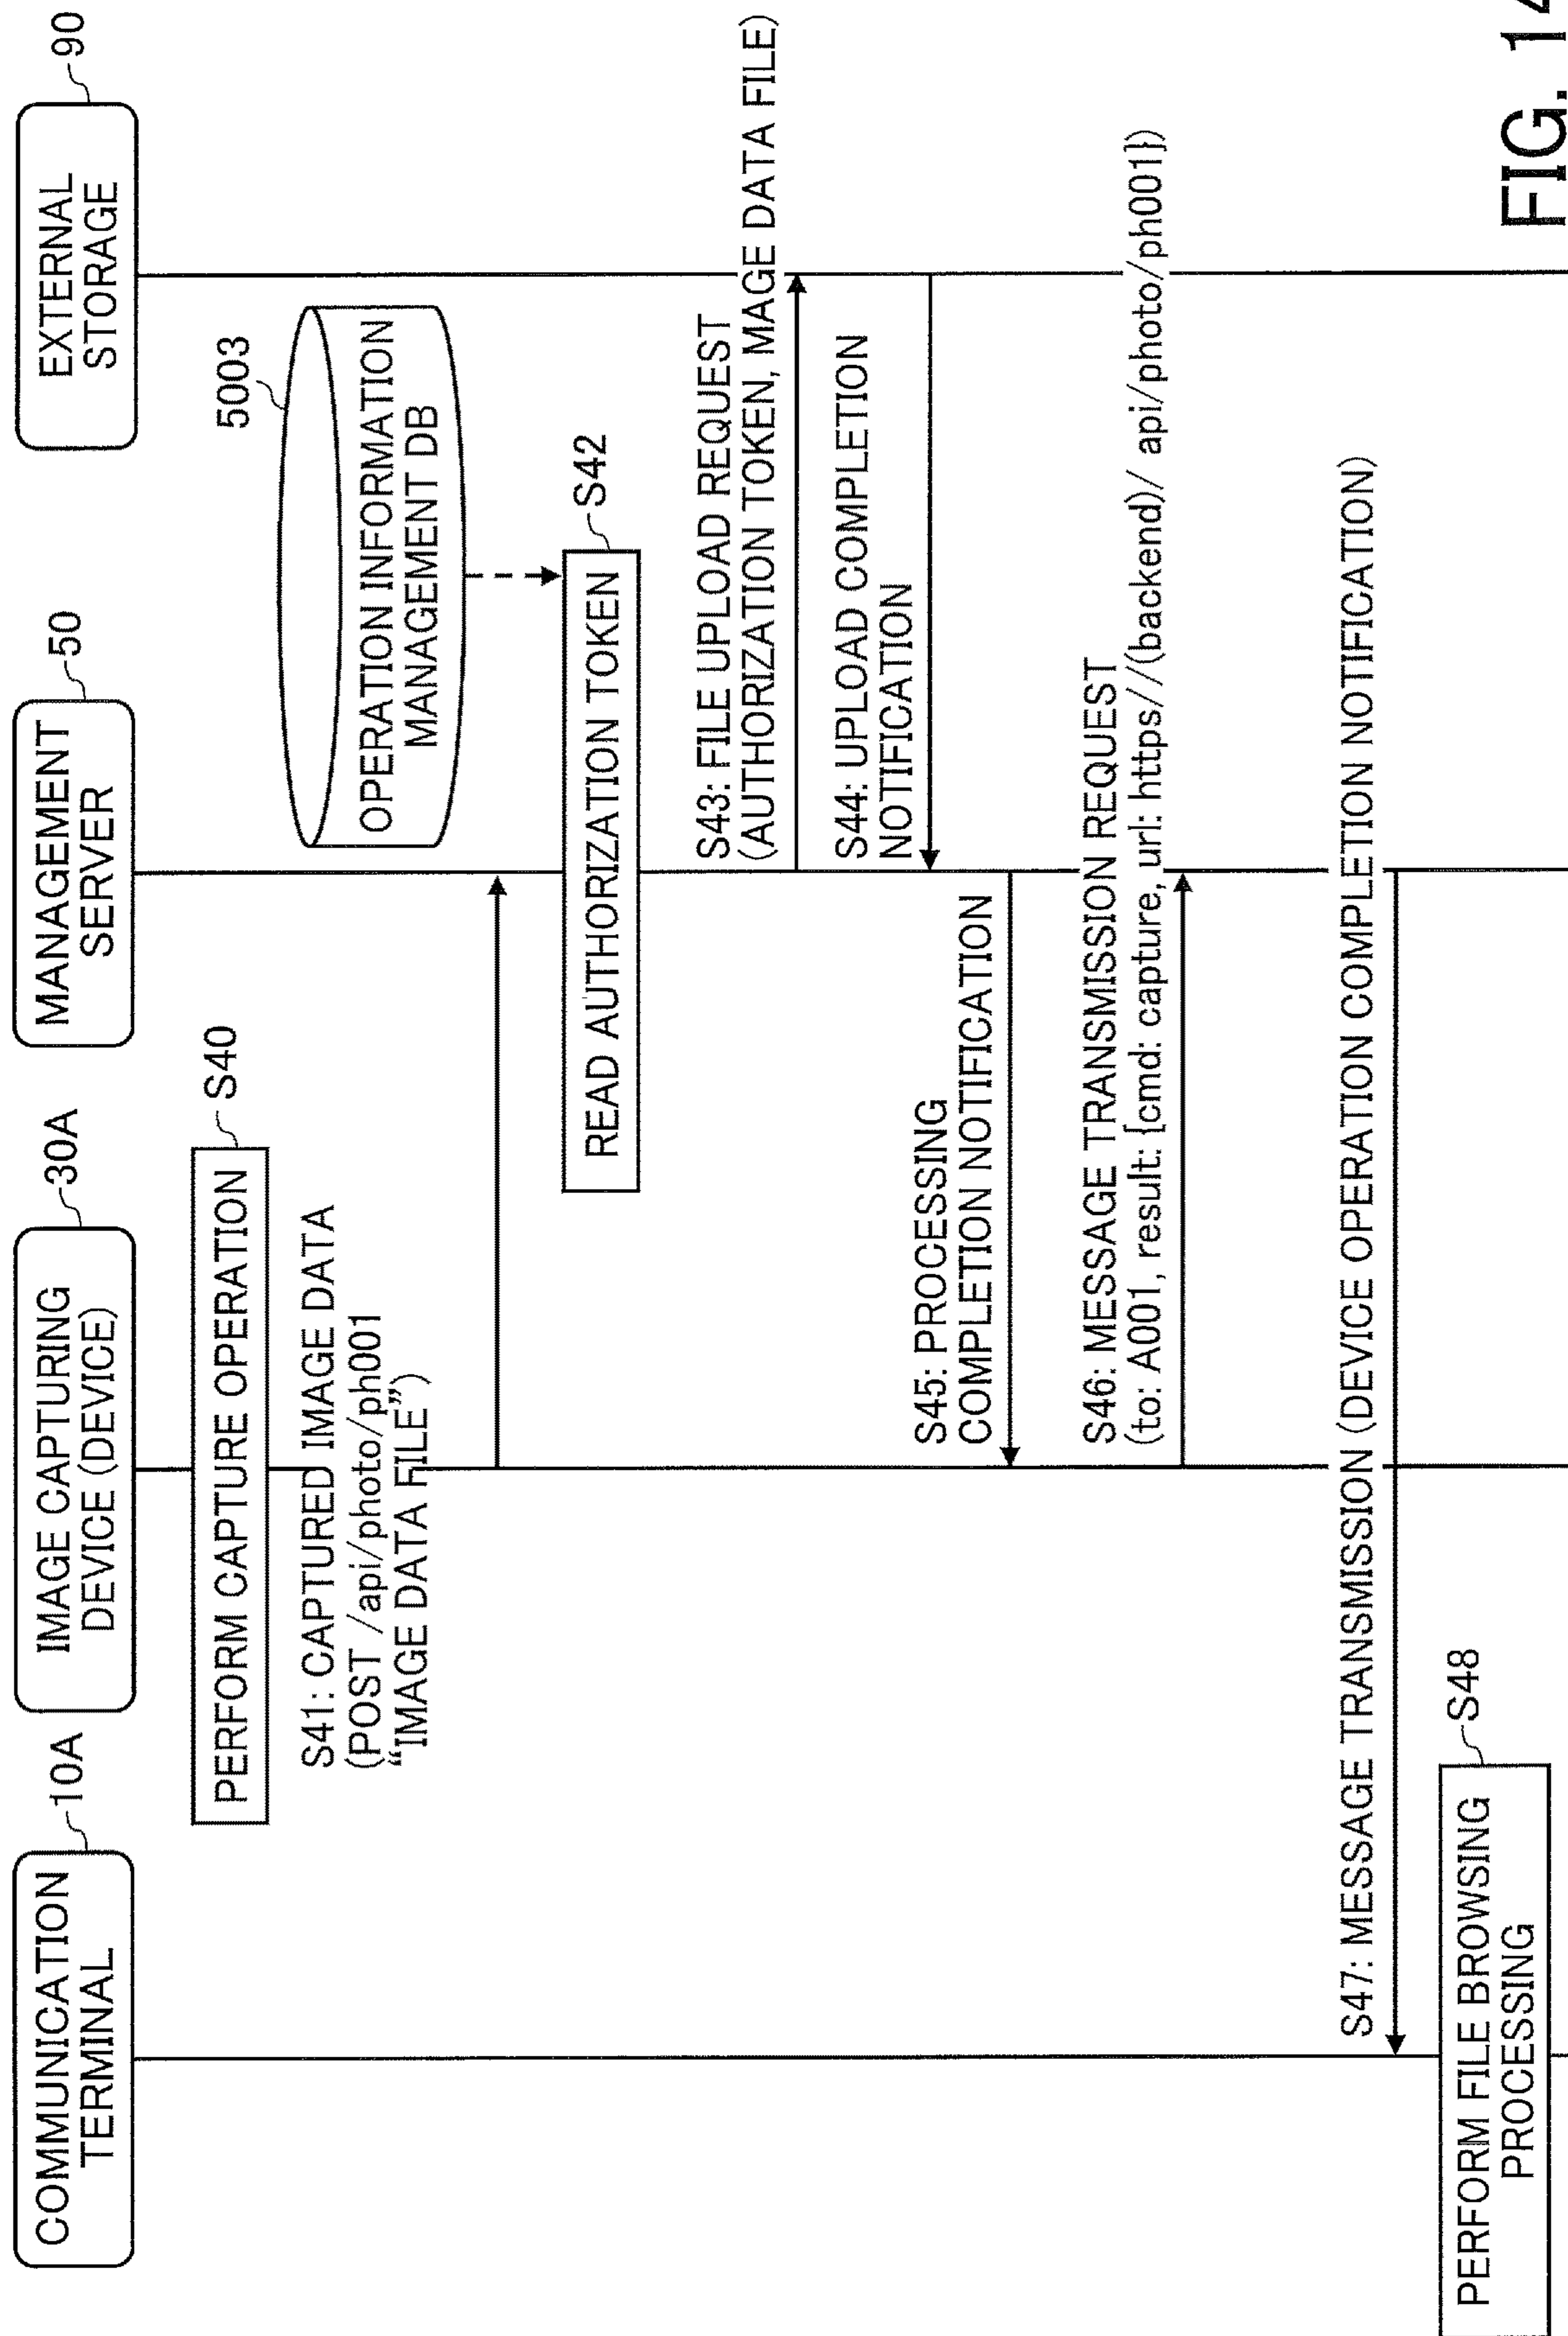 COMMUNICATION
TERMINAL
10A
IMAGE CAPTURING
DEVICE (DEVICE)
30A
MANAGEMENT
SERVER
50
EXTERNAL
STORAGE
90
PERFORM CAPTURE OPERATION
S40
S41: CAPTURED IMAGE DATA
(POST /api/photo/ph001
“IMAGE DATA FILE”)
5003
OPERATION INFORMATION
MANAGEMENT DB
READ AUTHORIZATION TOKEN
S42
S43: FILE UPLOAD REQUEST
(AUTHORIZATION TOKEN, MAGE DATA FILE)
S44: UPLOAD COMPLETION
NOTIFICATION
S45: PROCESSING
COMPLETION NOTIFICATION
S46: MESSAGE TRANSMISSION REQUEST
(to: A001, result: {cmd: capture, url: https//(backend)/ api/photo/ph001})
S47: MESSAGE TRANSMISSION (DEVICE OPERATION COMPLETION NOTIFICATION)
PERFORM FILE BROWSING
PROCESSING
S48
FIG. 14